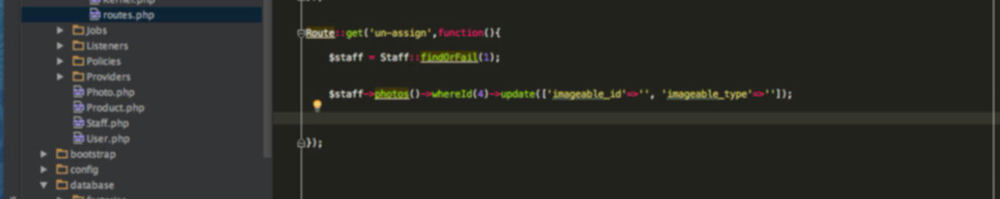 Kernel.php
routes.php
Jobs
Listeners
Policies
Providers
Photo.php
Product.php
Staff.php
User.php
bootstrap
config
database
Route::get('un-assign',function(){
$staff = Staff::findOrFail(1);
$staff->photos()->whereId(4)->update(['imageable_id'=>'', 'imageable_type'=>'']);
});